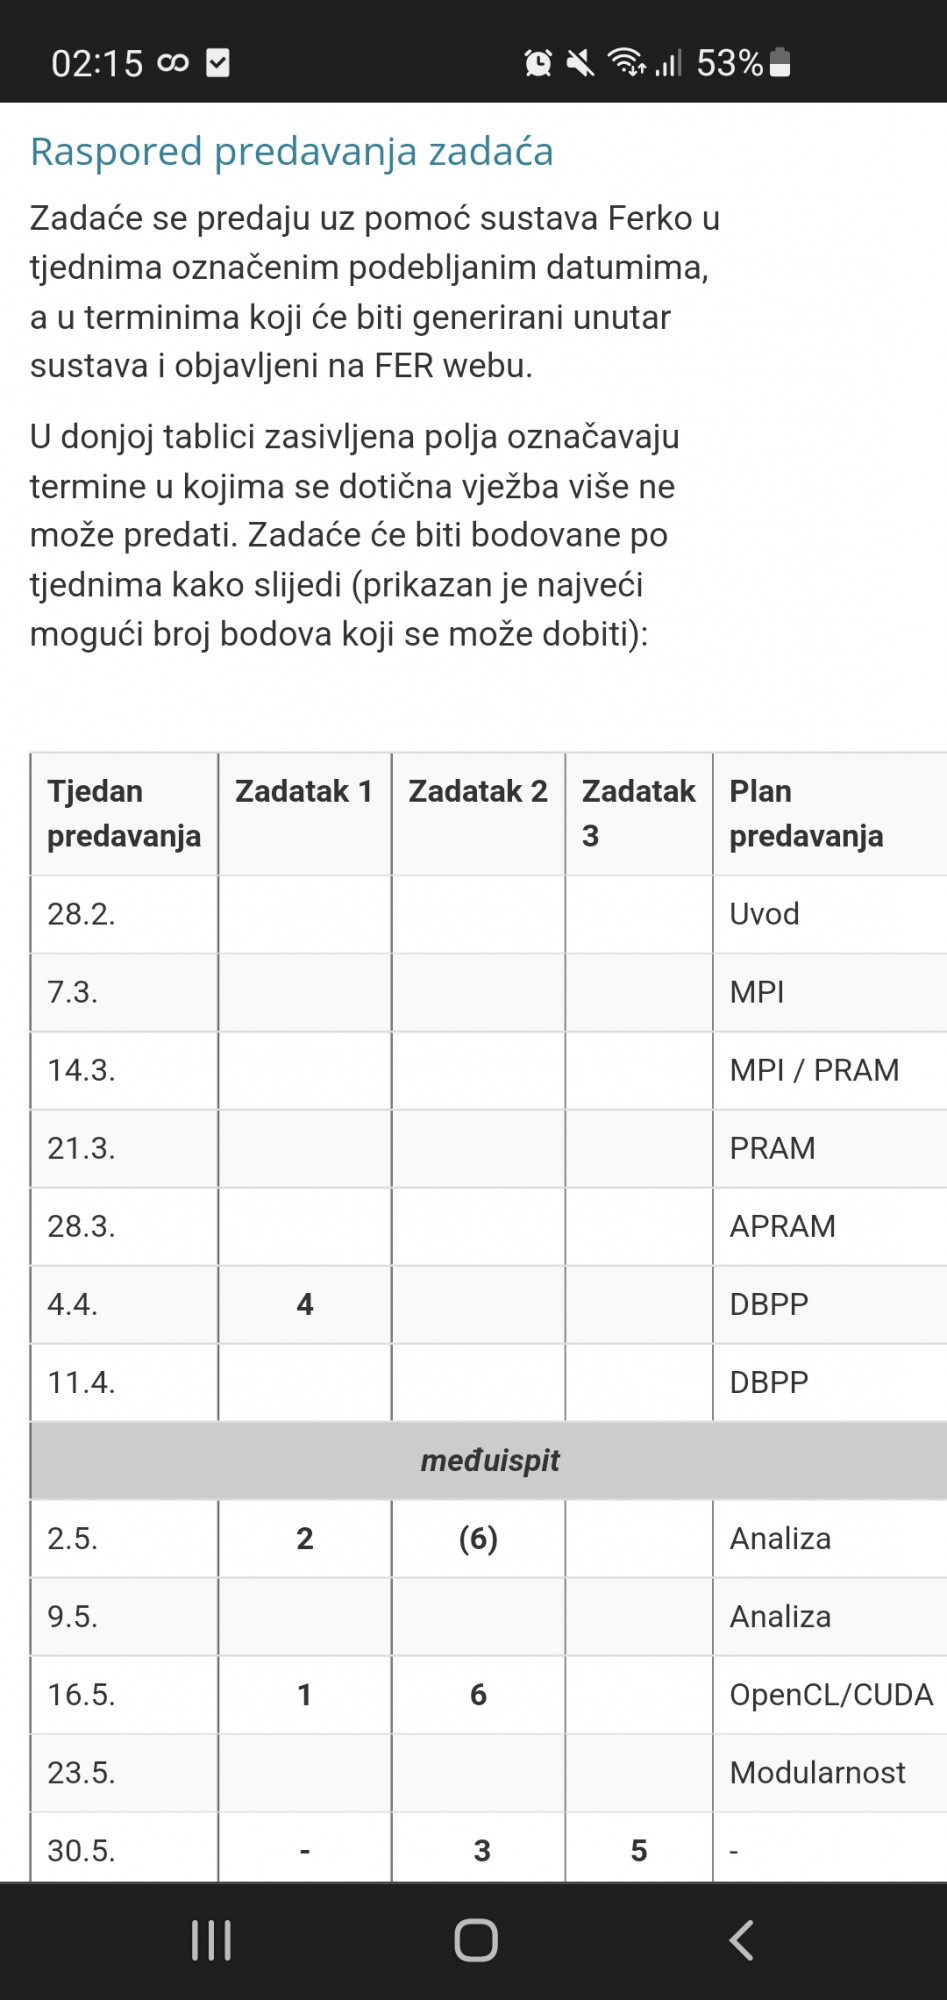 02:15
53%
Raspored predavanja zadaća
Zadaće se predaju uz pomoć sustava Ferko u
tjednima označenim podebljanim datumima,
a u terminima koji će biti generirani unutar
sustava i objavljeni na FER webu.
U donjoj tablici zasivljena polja označavaju
termine u kojima se dotična vježba više ne
može predati. Zadaće će biti bodovane po
tjednima kako slijedi (prikazan je najveći
mogući broj bodova koji se može dobiti):
Tjedan predavanja Zadatak 1 Zadatak 2 Zadatak 3 Plan predavanja
28.2. Uvod
7.3. MPI
14.3. MPI / PRAM
21.3. PRAM
28.3. APRAM
4.4. 4 DBPP
11.4. DBPP
međuispit
2.5. 2 (6) Analiza
9.5. Analiza
16.5. 1 6 OpenCL/CUDA
23.5. Modularnost
30.5. - 3 5 -